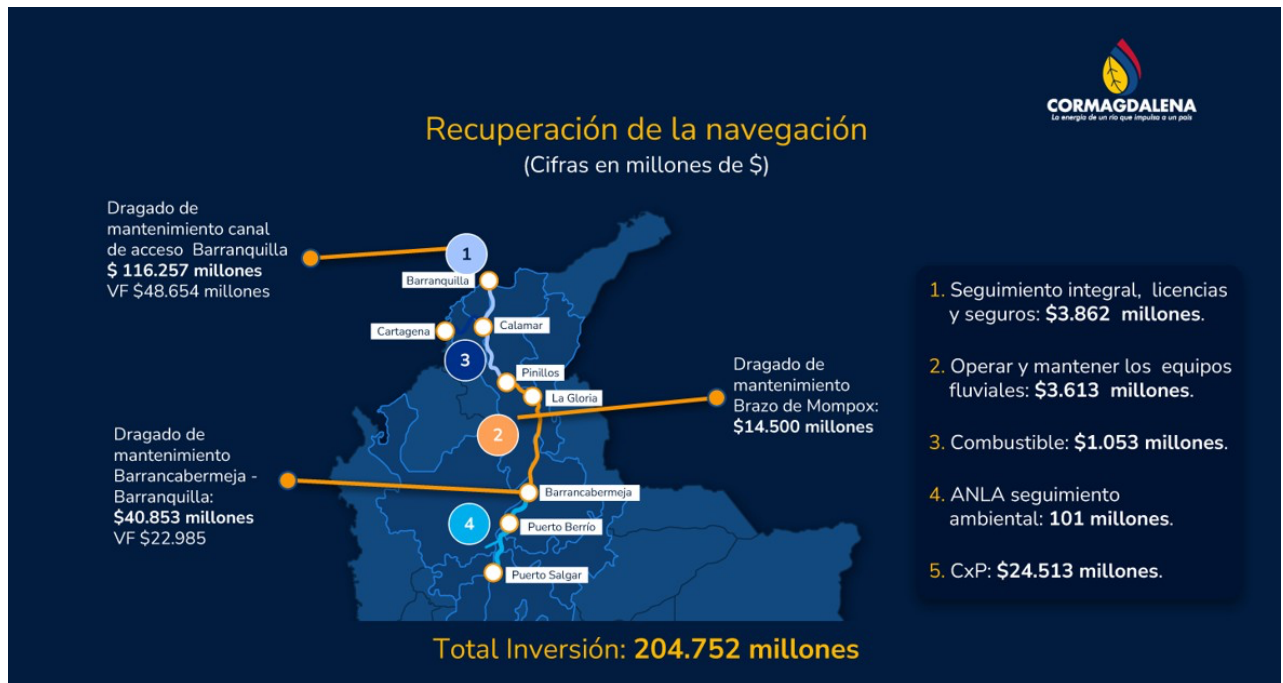 CORMAGDALENA
La energía de un río que impulsa a un país
Recuperación de la navegación
(Cifras en millones de $)
Dragado de
mantenimiento canal
de acceso Barranquilla
$ 116.257 millones
VF $48.654 millones
1
Barranquilla
Cartagena
Calamar
3
Pinillos
La Gloria
2
Dragado de
mantenimiento
Brazo de Mompox:
$14.500 millones
Dragado de
mantenimiento
Barrancabermeja -
Barranquilla:
$40.853 millones
VF $22.985
Barrancabermeja
4
Puerto Berrío
Puerto Salgar
1. Seguimiento integral, licencias
y seguros: $3.862 millones.
2. Operar y mantener los equipos
fluviales: $3.613 millones.
3. Combustible: $1.053 millones.
4. ANLA seguimiento
ambiental: 101 millones.
5. CxP: $24.513 millones.
Total Inversión: 204.752 millones